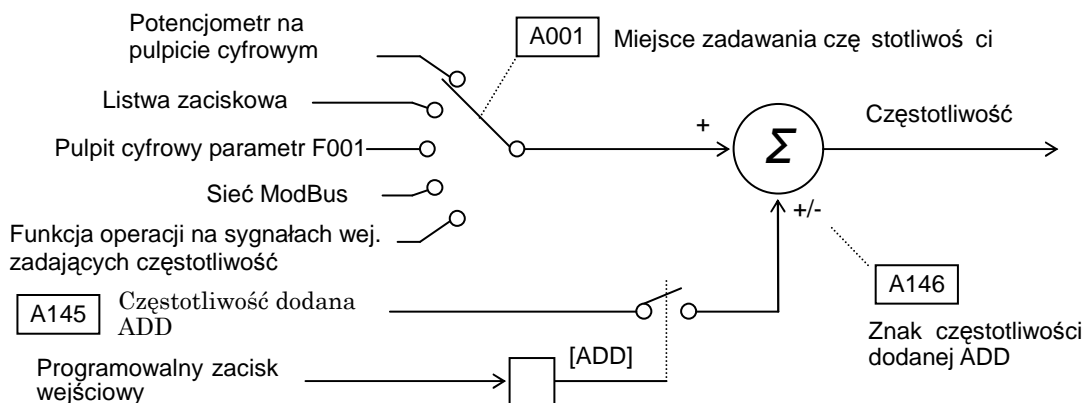 Potencjometr na
pulpicie cyfrowym
A001
Miejsce zadawania czę stotliwoś ci
Listwa zaciskowa
Pulpit cyfrowy parametr F001
+
Σ
Częstotliwość
Sieć ModBus
+/-
Funkcja operacji na sygnałach wej.
zadających częstotliwość
A145
Częstotliwość dodana
ADD
A146
Znak częstotliwości
dodanej ADD
Programowalny zacisk
wejściowy
[ADD]